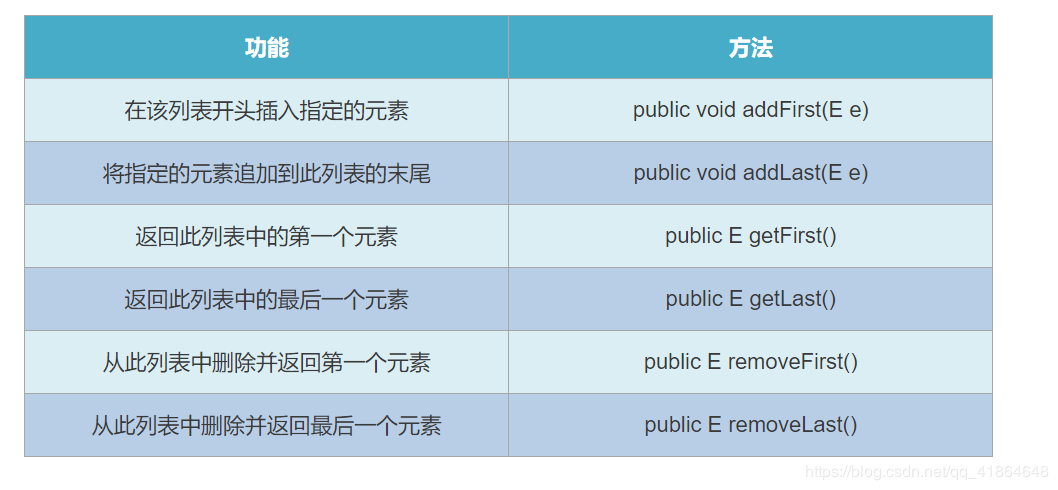 功能 方法
在该列表开头插入指定的元素 public void addFirst(E e)
将指定的元素追加到此列表的末尾 public void addLast(E e)
返回此列表中的第一个元素 public E getFirst()
返回此列表中的最后一个元素 public E getLast()
从此列表中删除并返回第一个元素 public E removeFirst()
从此列表中删除并返回最后一个元素 public E removeLast()
https://blog.csdn.net/qq_41864648